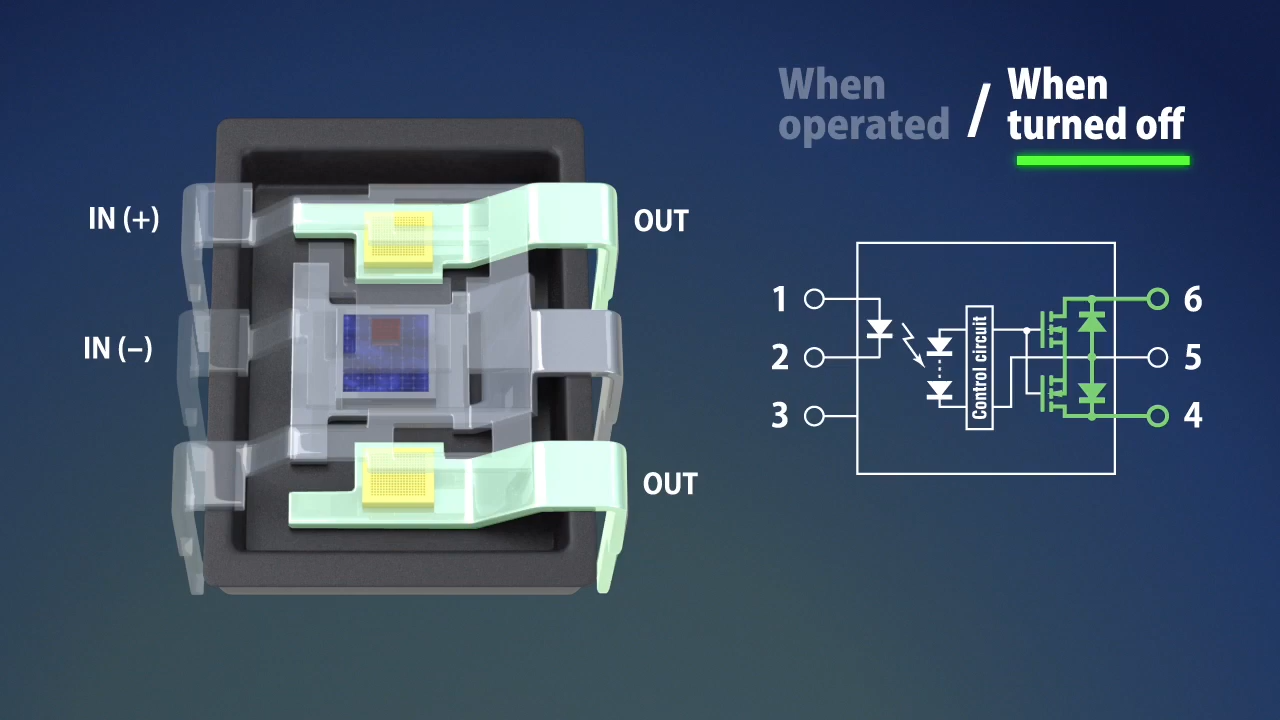 When
operated
/
When
turned off
IN (+)
OUT
IN (−)
OUT
1
2
3
Control circuit
6
5
4